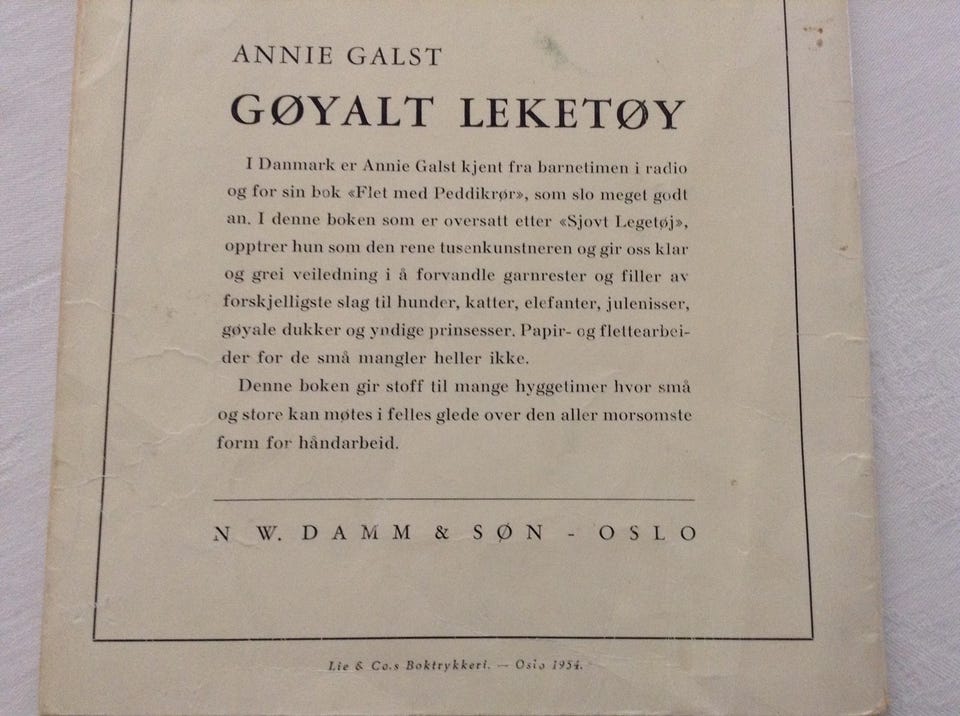 ANNIE GALST
GØYALT LEKETØY
I Danmark er Annie Galst kjent fra barnetimen i radio
og for sin bok «Flet med Peddikrør», som slo meget godt
an. I denne boken som er oversatt etter «Sjovt Legetøj»,
opptrer hun som den rene tusenkunstneren og gir oss klar
og grei veiledning i å forvandle garnrester og filler av
forskjelligste slag til hunder, katter, elefanter, julenisser,
gøyale dukker og yndige prinsesser. Papir- og flettearbei-
der for de små mangler heller ikke.
Denne boken gir stoff til mange hyggetimer hvor små
og store kan møtes i felles glede over den aller morsomste
form for håndarbeid.
N W. DAMM & SØN - OSLO
Lie & Co.s Boktrykkeri. — Oslo 1954.